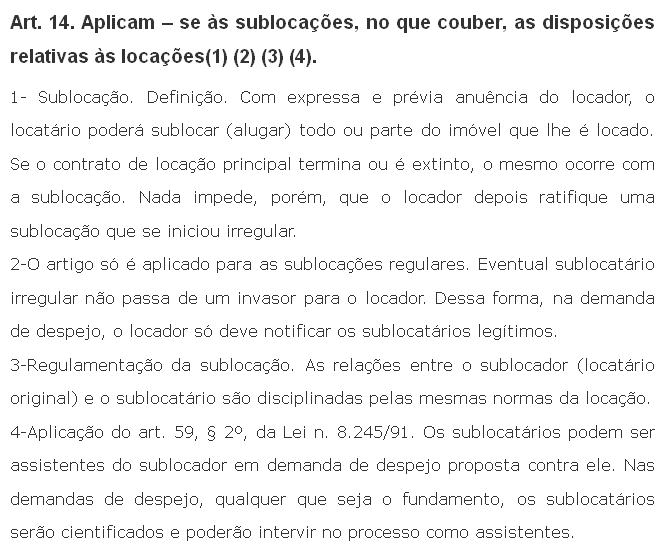 Art. 14. Aplicam – se às sublocações, no que couber, as disposições
relativas às locações(1) (2) (3) (4).
1- Sublocação. Definição. Com expressa e prévia anuência do locador, o
locatário poderá sublocar (alugar) todo ou parte do imóvel que lhe é locado.
Se o contrato de locação principal termina ou é extinto, o mesmo ocorre com
a sublocação. Nada impede, porém, que o locador depois ratifique uma
sublocação que se iniciou irregular.
2-O artigo só é aplicado para as sublocações regulares. Eventual sublocatário
irregular não passa de um invasor para o locador. Dessa forma, na demanda
de despejo, o locador só deve notificar os sublocatários legítimos.
3-Regulamentação da sublocação. As relações entre o sublocador (locatário
original) e o sublocatário são disciplinadas pelas mesmas normas da locação.
4-Aplicação do art. 59, § 2º, da Lei n. 8.245/91. Os sublocatários podem ser
assistentes do sublocador em demanda de despejo proposta contra ele. Nas
demandas de despejo, qualquer que seja o fundamento, os sublocatários
serão cientificados e poderão intervir no processo como assistentes.